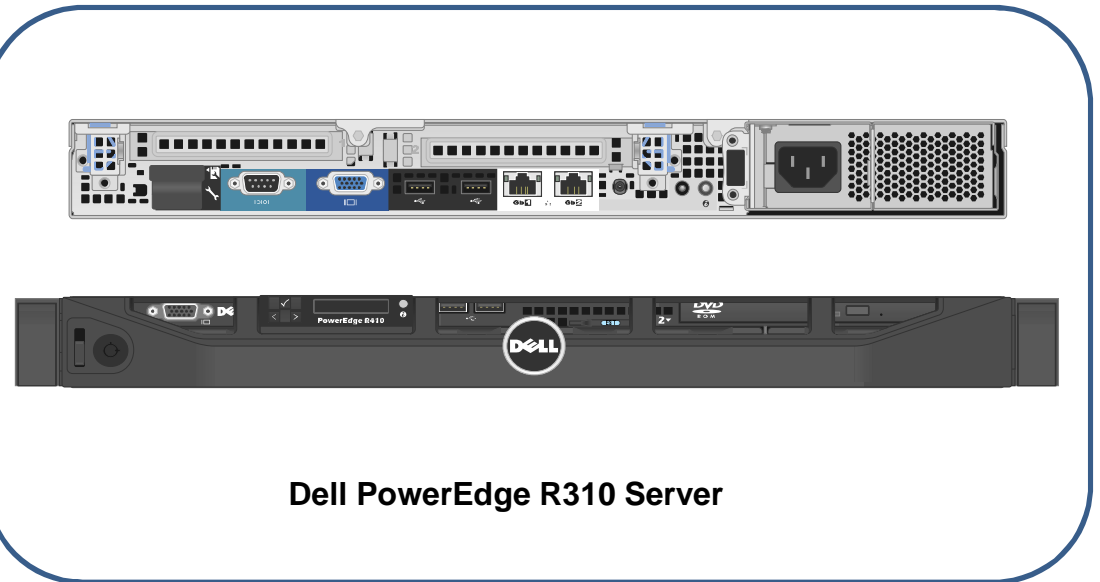 IOIOI
Gb1
Gb2
DELL
PowerEdge R410
2
DVD
ROM
DELL
Dell PowerEdge R310 Server